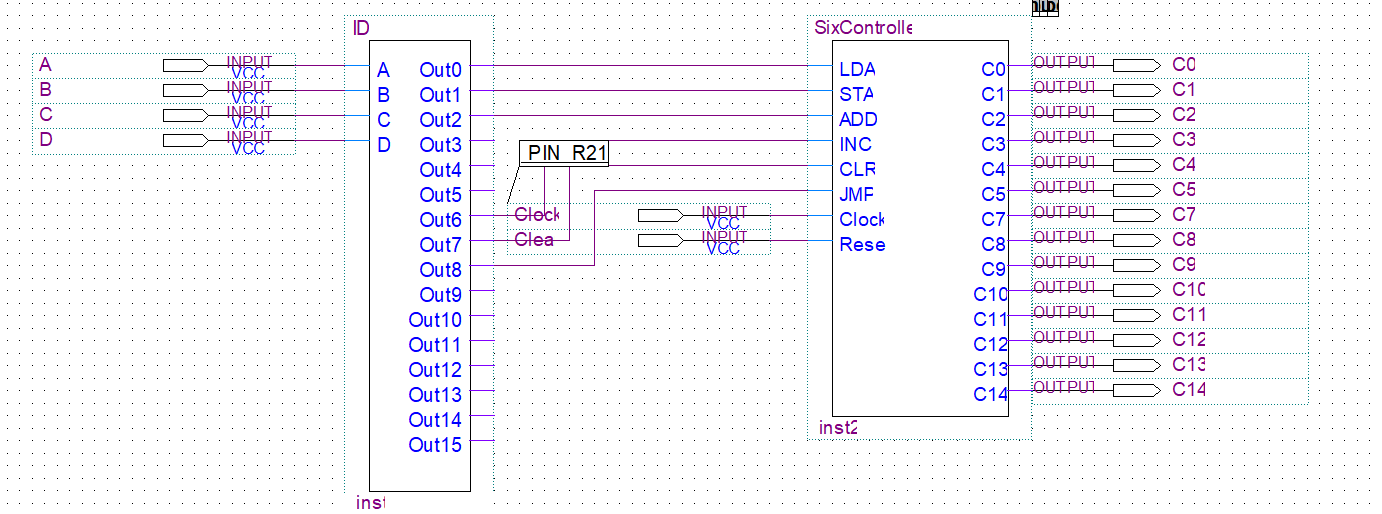 ID
A INPUT VCC
B INPUT VCC
C INPUT VCC
D INPUT VCC
A Out0
B Out1
C Out2
D Out3
Out4
Out5
Out6
Out7
Out8
Out9
Out10
Out11
Out12
Out13
Out14
Out15
inst
PIN_R21
Clock INPUT VCC
Clea INPUT VCC
SixControlle
LDA C0
STA C1
ADD C2
INC C3
CLR C4
JMP C5
Clock C7
Rese C8
C9
C10
C11
C12
C13
C14
inst2
OUTPUT C0
OUTPUT C1
OUTPUT C2
OUTPUT C3
OUTPUT C4
OUTPUT C5
OUTPUT C7
OUTPUT C8
OUTPUT C9
OUTPUT C10
OUTPUT C11
OUTPUT C12
OUTPUT C13
OUTPUT C14